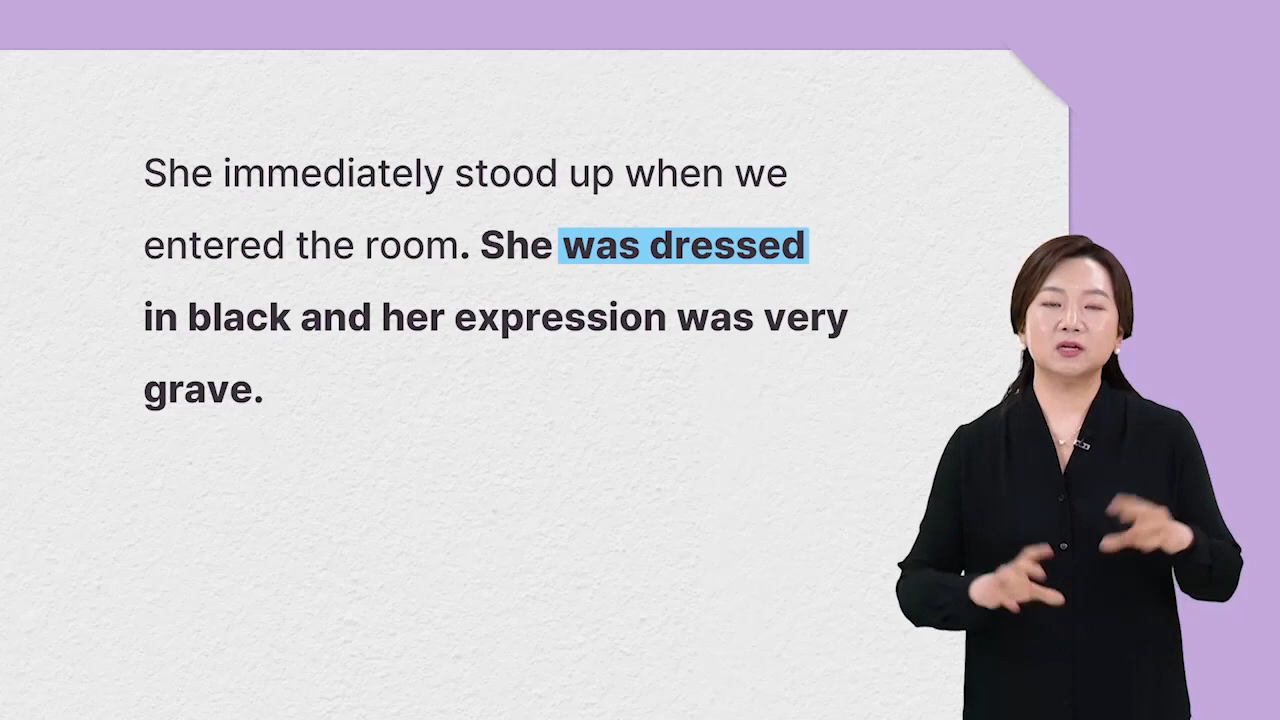 She immediately stood up when we
entered the room. She was dressed
in black and her expression was very
grave.